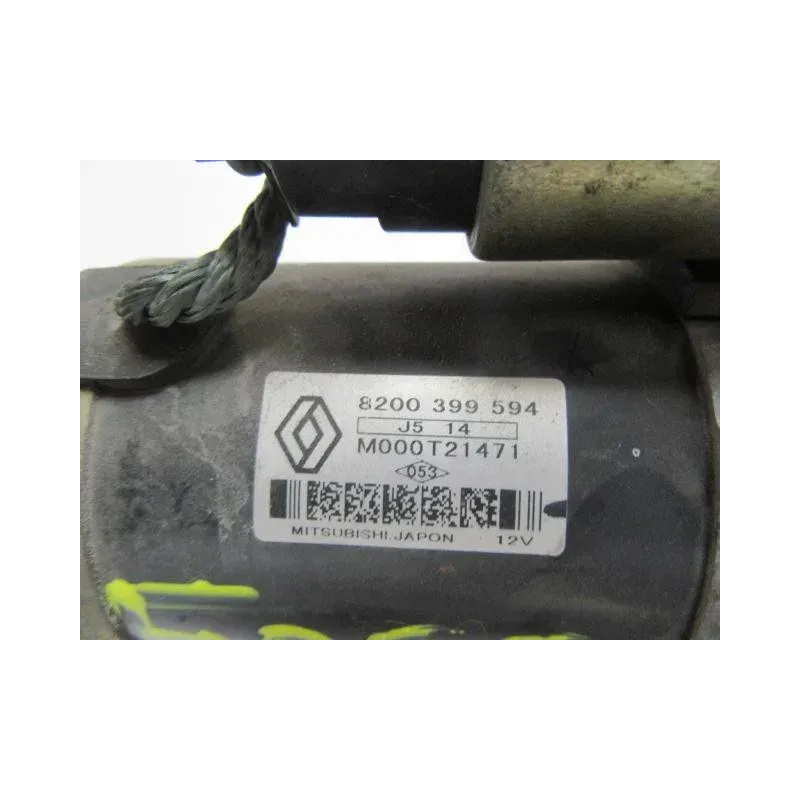 8200 399 594
J5 14
M000T21471
053
MITSUBISHI.JAPON 12V